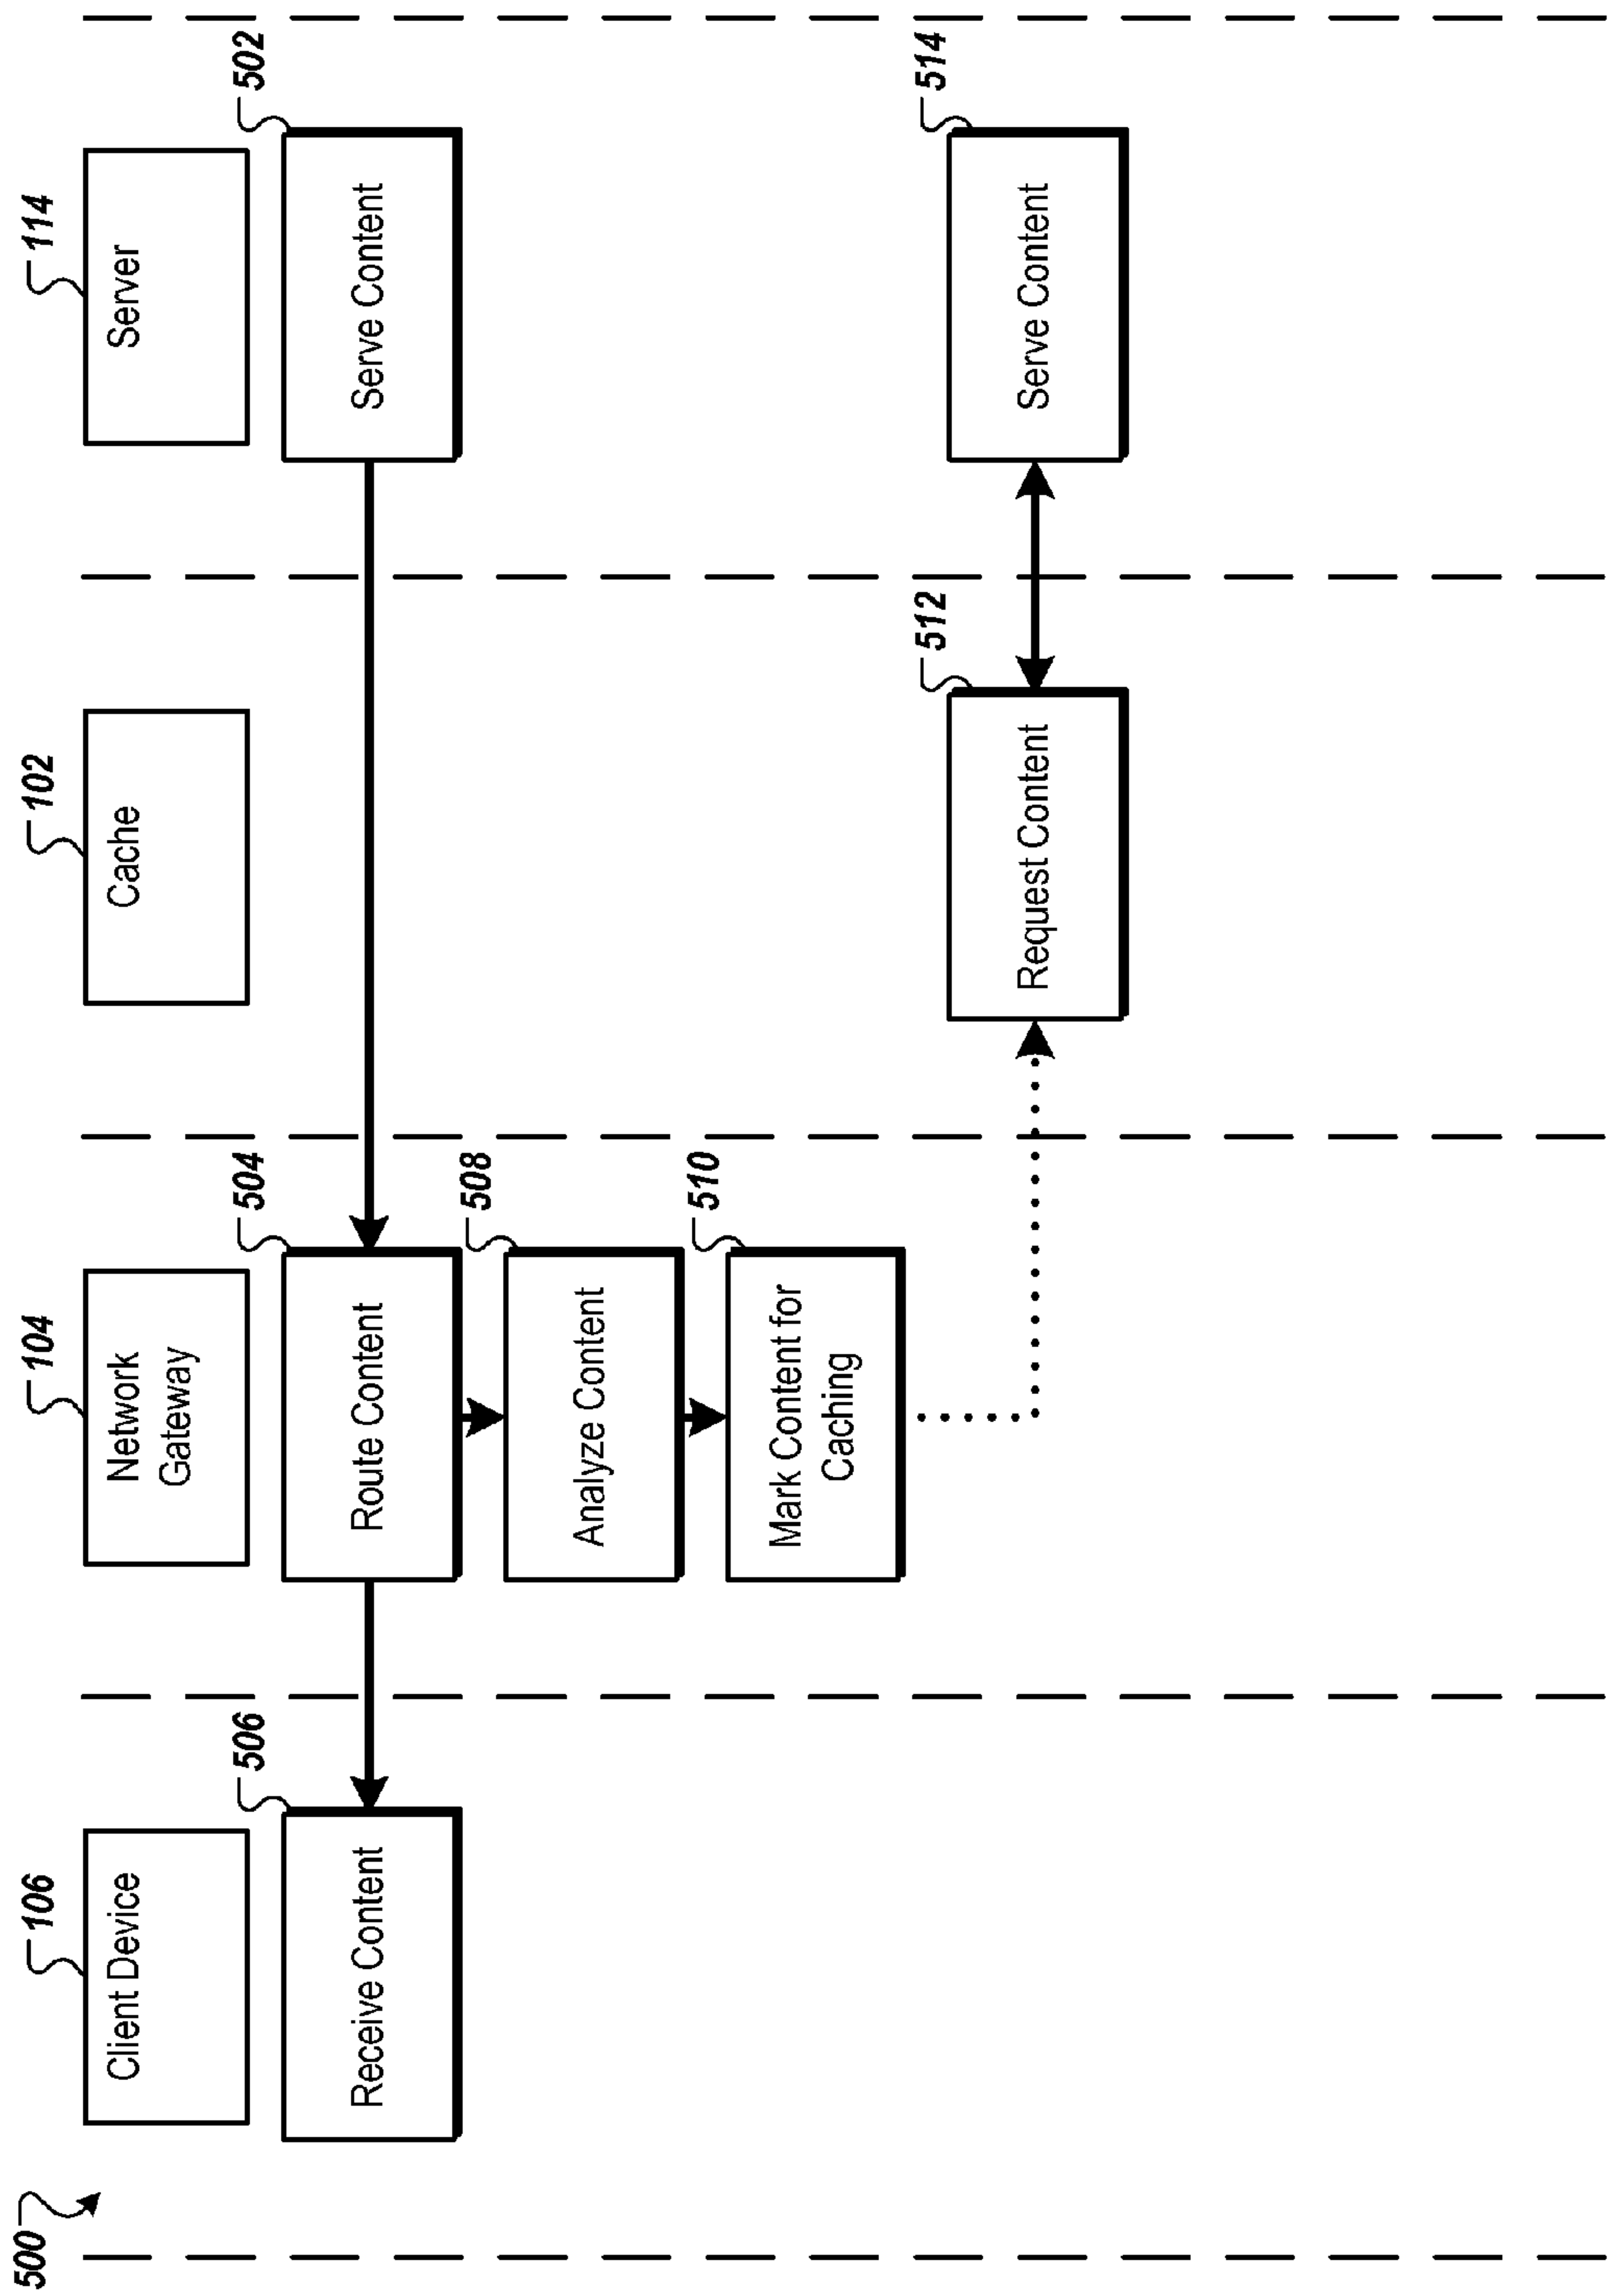 500
106
Client Device
104
Network
Gateway
102
Cache
114
Server
506
Receive Content
504
Route Content
502
Serve Content
508
Analyze Content
510
Mark Content for
Caching
512
Request Content
514
Serve Content